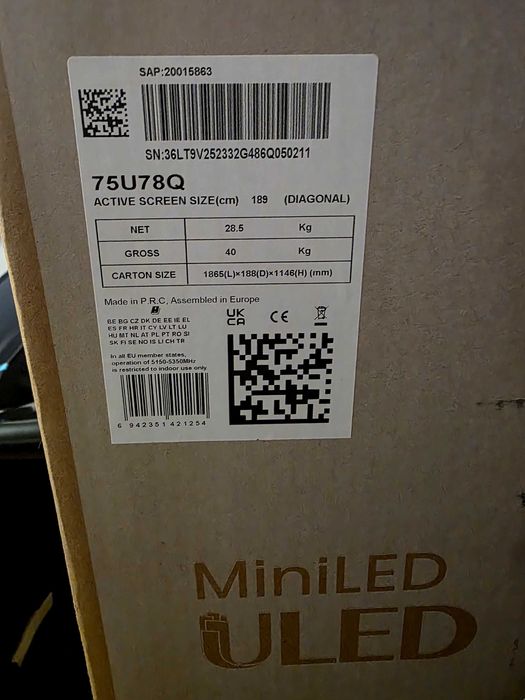 SAP:20015863
SN:36LT9V252332G486Q050211
75U78Q
ACTIVE SCREEN SIZE(cm) 189 (DIAGONAL)
NET 28.5 Kg
GROSS 40 Kg
CARTON SIZE 1865(L)×188(D)×1146(H) (mm)
Made in P.R.C, Assembled in Europe
BE BG CZ DK DE EE IE EL
ES FR HR IT CY LV LT LU
HU MT NL AT PL PT RO SI
SK FI SE NO IS LI CH TR
UK
CA
CE
In all EU member states,
operation of 5150-5350MHz
is restricted to indoor use only
6 942351 421254
MiniLED
ULED